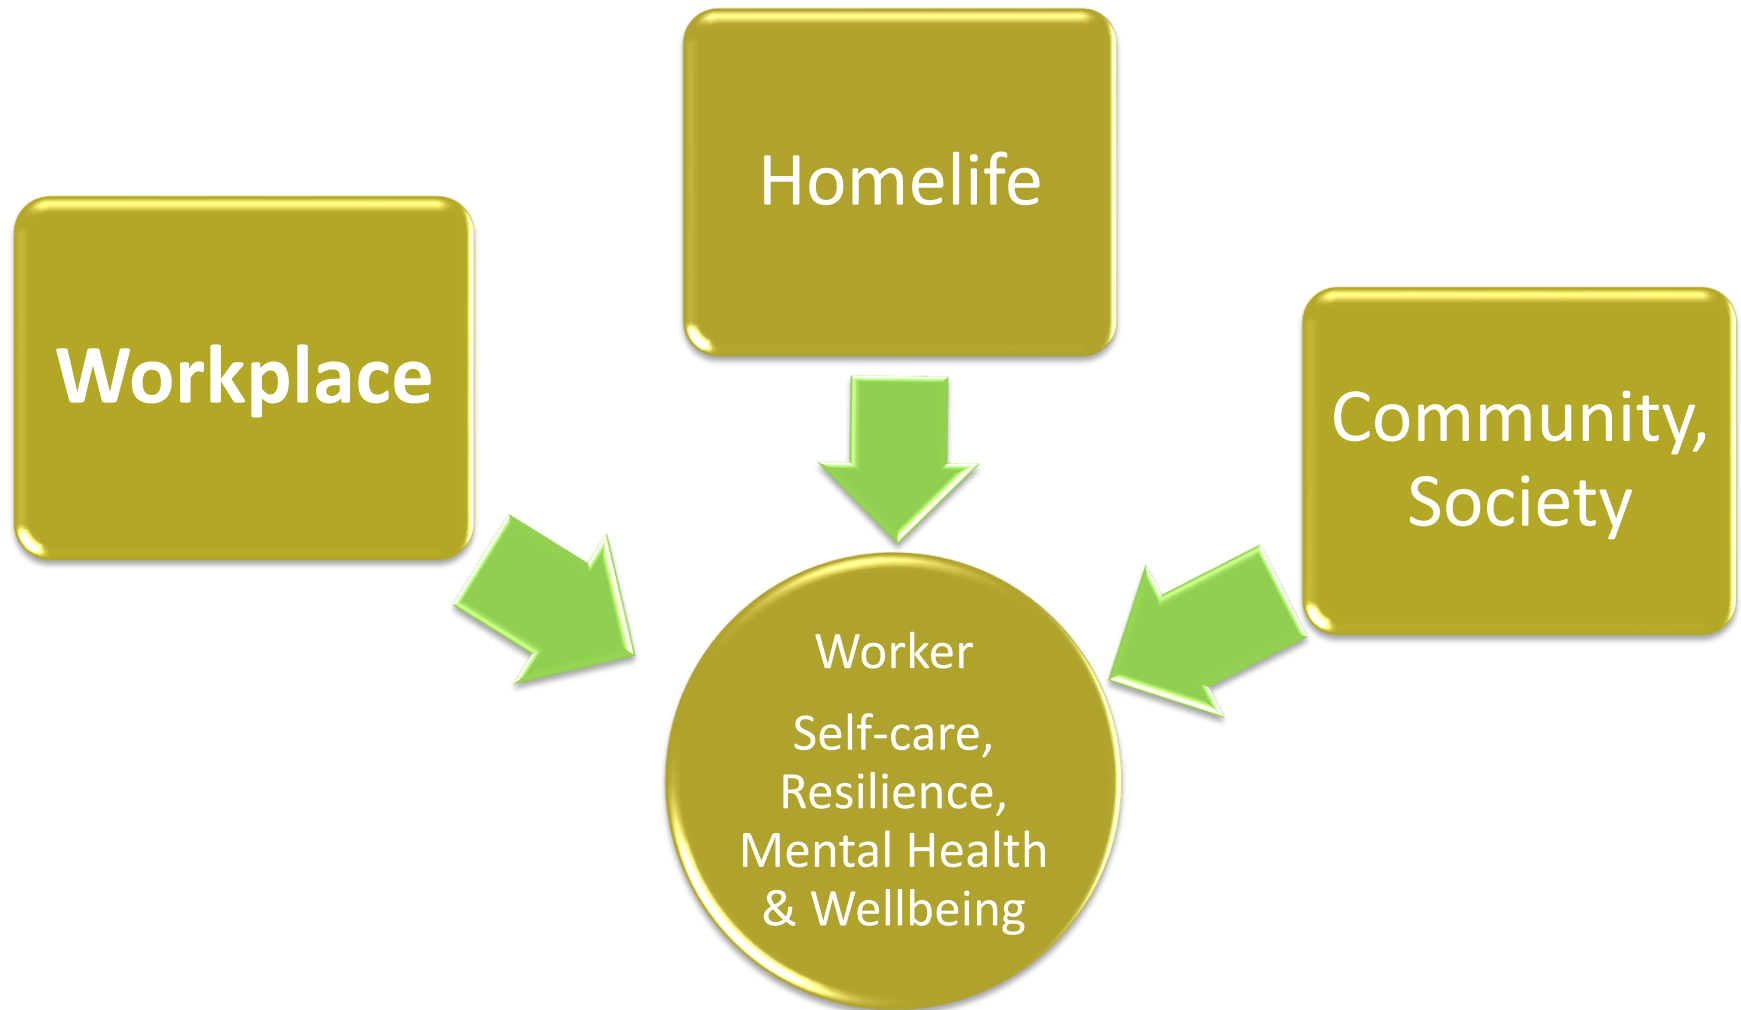 Homelife
Workplace
Community,
Society
Worker
Self-care,
Resilience,
Mental Health
& Wellbeing